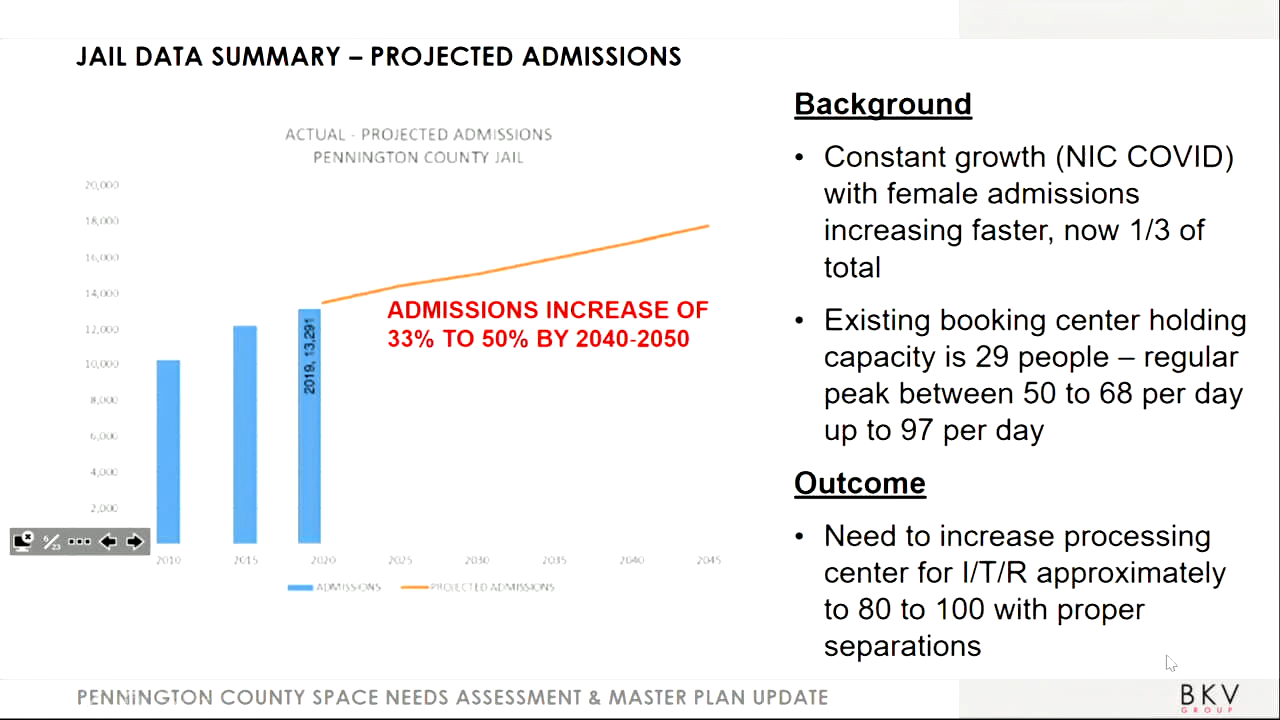 JAIL DATA SUMMARY – PROJECTED ADMISSIONS
ACTUAL - PROJECTED ADMISSIONS
PENNINGTON COUNTY JAIL
20,000
18,000
16,000
14,000
12,000
10,000
8,000
6,000
4,000
2,000
2019, 13,291
ADMISSIONS INCREASE OF
33% TO 50% BY 2040-2050
2010
2015
2020
2025
2030
2035
2040
2045
ADMISSIONS
PROJECTED ADMISSIONS
6/23
Background
• Constant growth (NIC COVID)
with female admissions
increasing faster, now 1/3 of
total
• Existing booking center holding
capacity is 29 people – regular
peak between 50 to 68 per day
up to 97 per day
Outcome
• Need to increase processing
center for I/T/R approximately
to 80 to 100 with proper
separations
PENNINGTON COUNTY SPACE NEEDS ASSESSMENT & MASTER PLAN UPDATE
BKV
GROUP